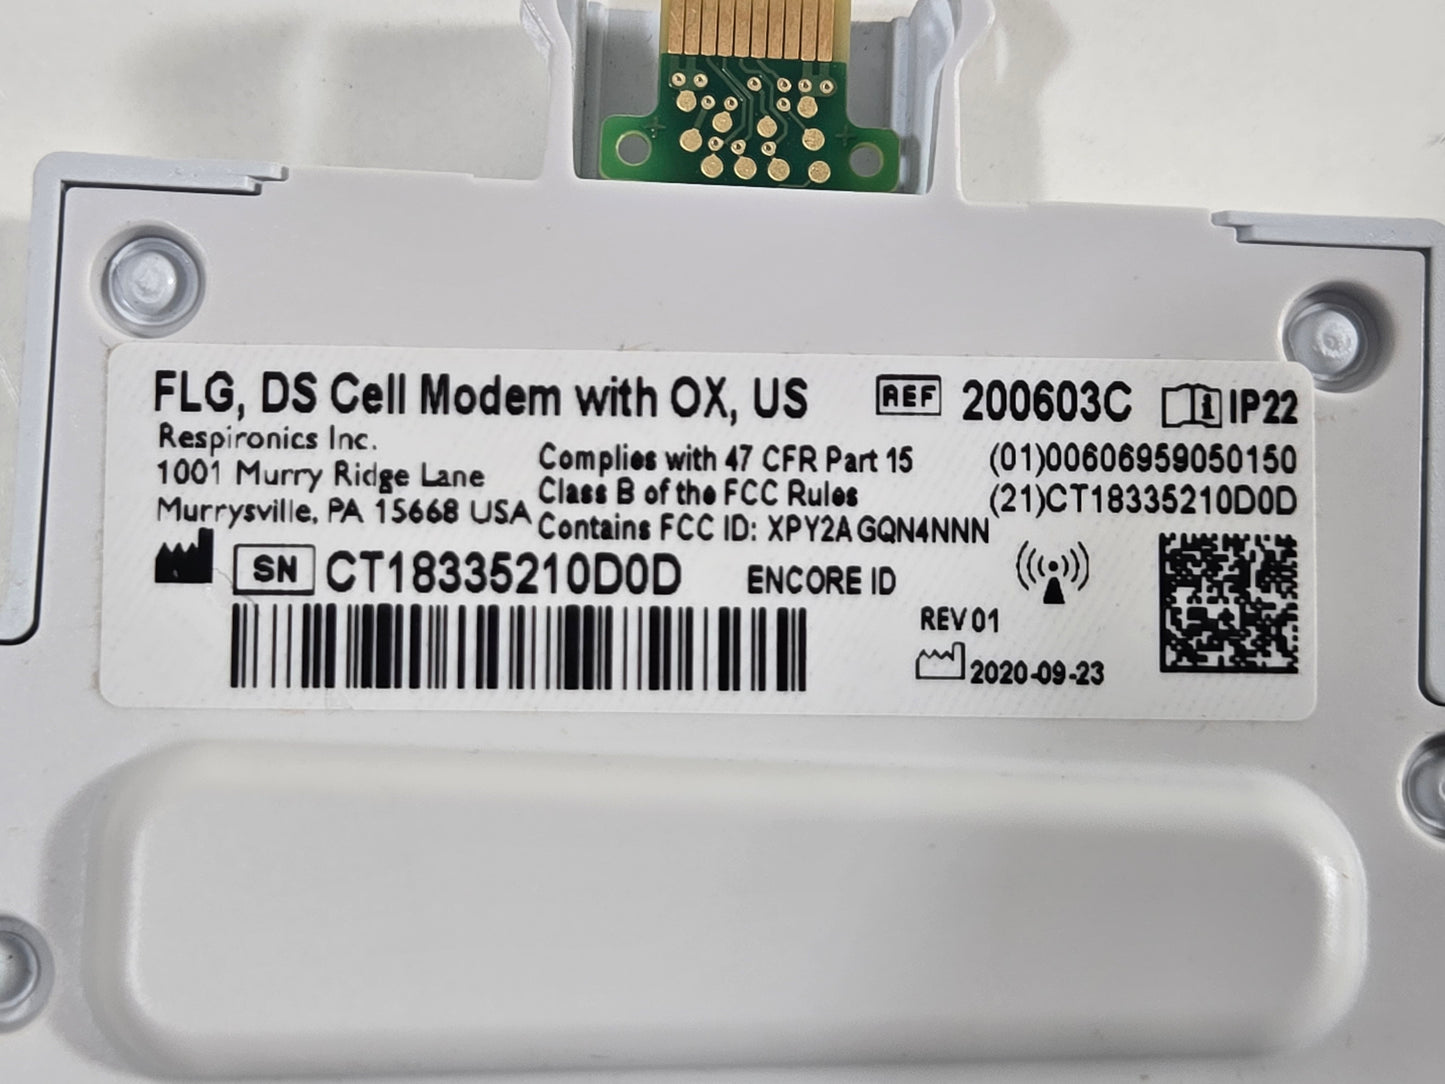 FLG, DS Cell Modem with OX, US
REF 200603C IP22
Respironics Inc.
1001 Murry Ridge Lane
Murrysville, PA 15668 USA
Complies with 47 CFR Part 15
Class B of the FCC Rules
Contains FCC ID: XPY2AGQN4NNN
(01)00606959050150
(21)CT18335210D0D
SN CT18335210D0D
ENCORE ID
REV 01
2020-09-23